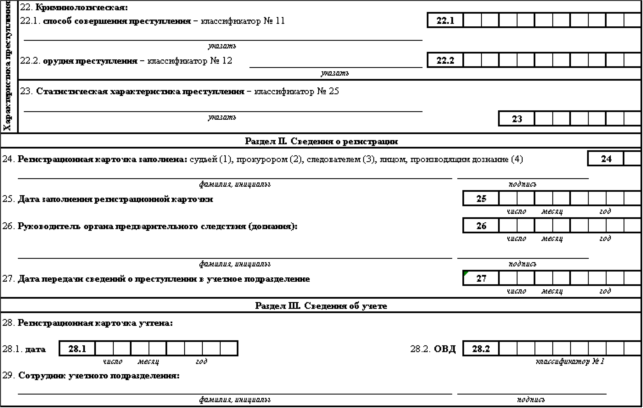 Характеристика преступления
22. Криминологическая:
22.1. способ совершения преступления – классификатор № 11 22.1
указать
22.2. орудия преступления – классификатор № 12 22.2
указать
23. Статистическая характеристика преступления – классификатор № 25
указать 23
Раздел II. Сведения о регистрации
24. Регистрационная карточка заполнена: судьей (1), прокурором (2), следователем (3), лицом, производящим дознание (4) 24
фамилия, инициалы подпись
25. Дата заполнения регистрационной карточки 25
число месяц год
26. Руководитель органа предварительного следствия (дознания): 26
число месяц год
фамилия, инициалы подпись
27. Дата передачи сведений о преступлении в учетное подразделение 27
число месяц год
Раздел III. Сведения об учете
28. Регистрационная карточка учтена:
28.1. дата 28.1 28.2. ОВД 28.2
число месяц год классификатор № 1
29. Сотрудник учетного подразделения:
фамилия, инициалы подпись